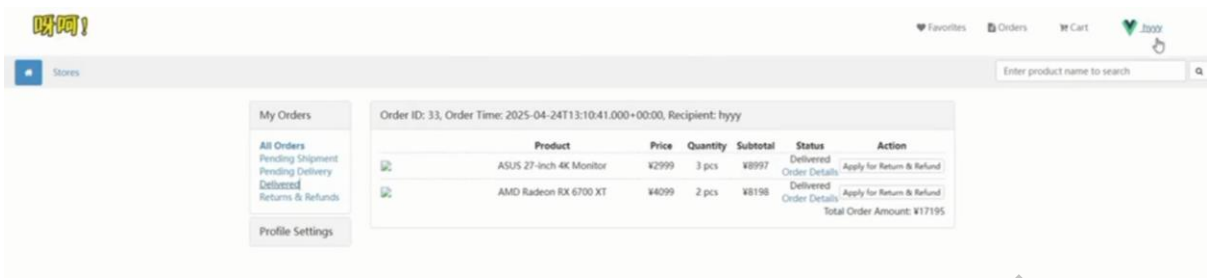 呀呵!
Favorites
Orders
Cart
hyyy
Stores
Enter product name to search
My Orders
All Orders
Pending Shipment
Pending Delivery
Delivered
Returns & Refunds
Profile Settings
Order ID: 33, Order Time: 2025-04-24T13:10:41.000+00:00, Recipient: hyyy
Product Price Quantity Subtotal Status Action
ASUS 27-inch 4K Monitor ¥2999 3 pcs ¥8997 Delivered Order Details Apply for Return & Refund
AMD Radeon RX 6700 XT ¥4099 2 pcs ¥8198 Delivered Order Details Apply for Return & Refund
Total Order Amount: ¥17195